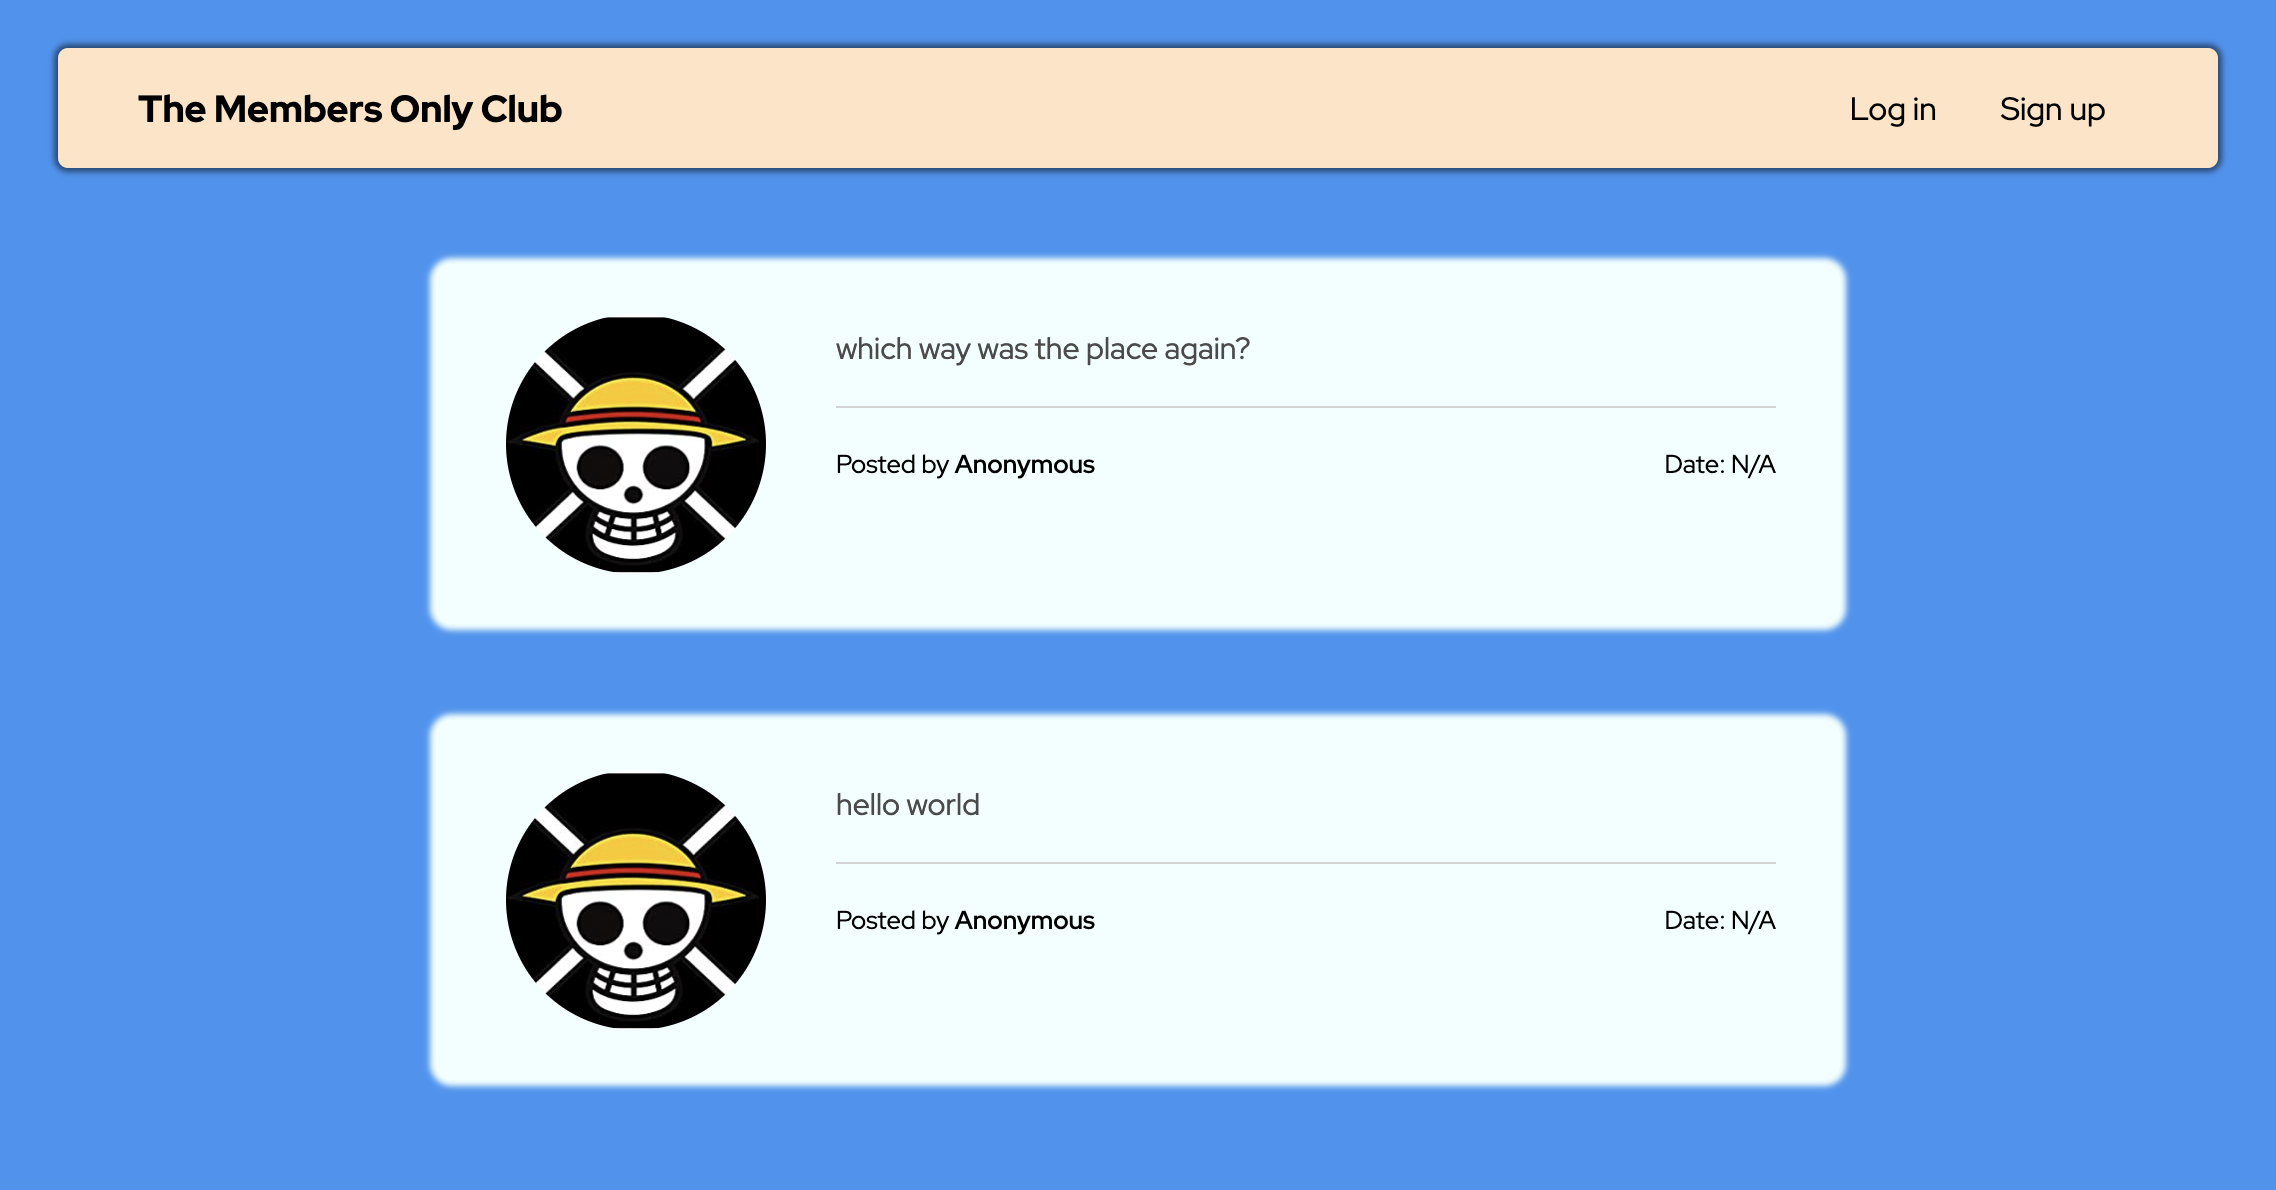 The Members Only Club
Log in
Sign up
which way was the place again?
Posted by Anonymous
Date: N/A
hello world
Posted by Anonymous
Date: N/A